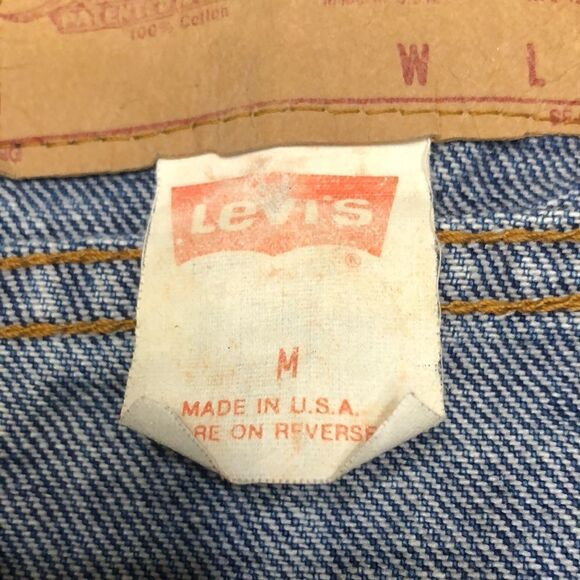 100% Cotton
W L
Levi's
®
M
MADE IN U.S.A.
RE ON REVERSE